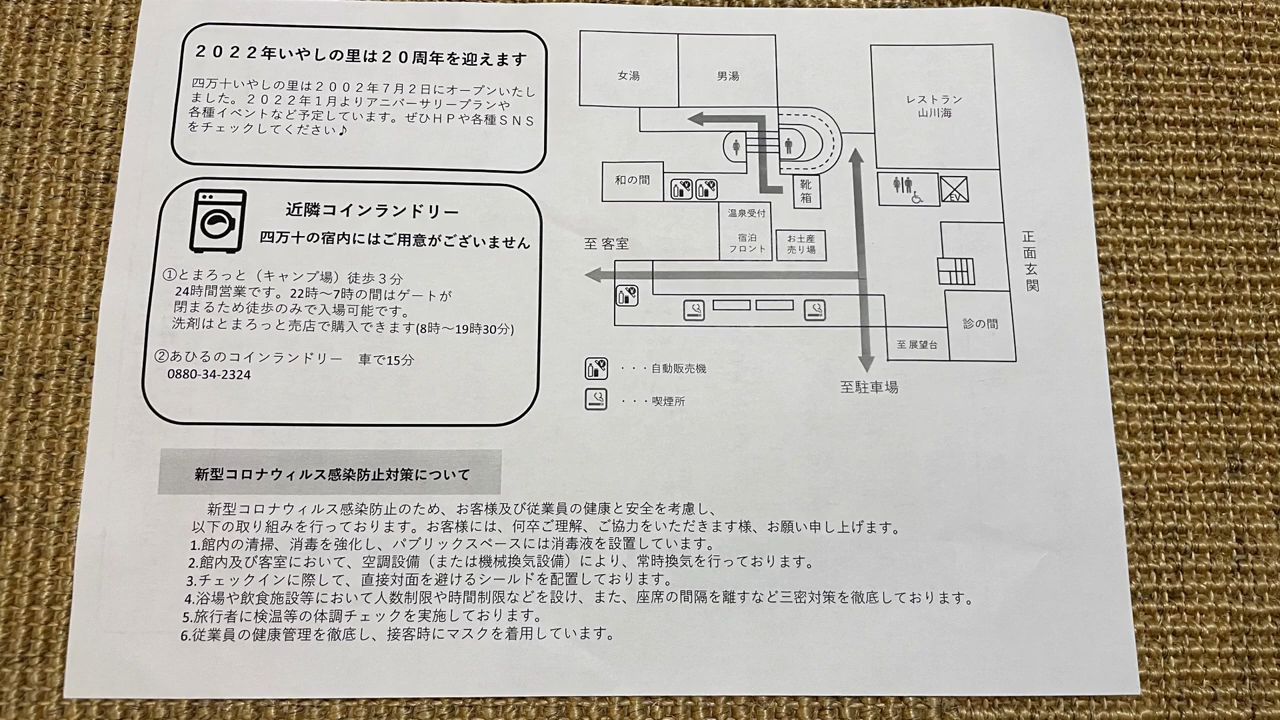 2022年いやしの里は20周年を迎えます
四万十いやしの里は2002年7月2日にオープンいたし
ました。2022年1月よりアニバーサリープランや
各種イベントなど予定しています。ぜひHPや各種SNS
をチェックしてください♪
近隣コインランドリー
四万十の宿内にはご用意がございません
①とまろっと（キャンプ場）徒歩3分
24時間営業です。22時～7時の間はゲートが
閉まるため徒歩のみで入場可能です。
洗剤はとまろっと売店で購入できます(8時～19時30分)
②あひるのコインランドリー　車で15分
0880-34-2324
女湯
男湯
レストラン
山川海
和の間
靴
箱
EV
温泉受付
宿泊
フロント
お土産
売り場
至 客室
正面玄関
診の間
至 展望台
至駐車場
・・・自動販売機
・・・喫煙所
新型コロナウィルス感染防止対策について
新型コロナウィルス感染防止のため、お客様及び従業員の健康と安全を考慮し、
以下の取り組みを行っております。お客様には、何卒ご理解、ご協力をいただきます様、お願い申し上げます。
1.館内の清掃、消毒を強化し、パブリックスペースには消毒液を設置しています。
2.館内及び客室において、空調設備（または機械換気設備）により、常時換気を行っております。
3.チェックインに際して、直接対面を避けるシールドを配置しております。
4.浴場や飲食施設等において人数制限や時間制限などを設け、また、座席の間隔を離すなど三密対策を徹底しております。
5.旅行者に検温等の体調チェックを実施しております。
6.従業員の健康管理を徹底し、接客時にマスクを着用しています。